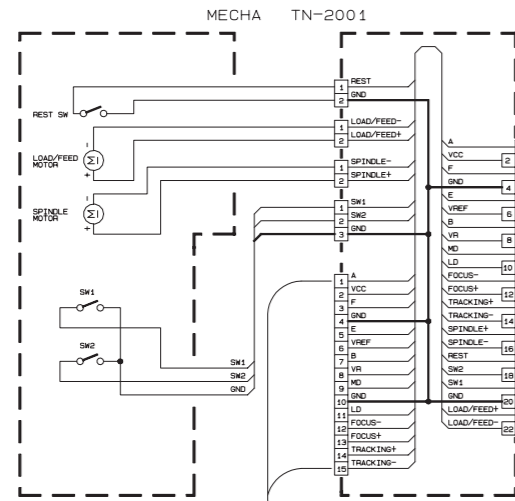 MECHA TN-2001
REST SW
LOAD/FEED
MOTOR
SPINDLE
MOTOR
- M +
- M +
SW1
SW2
SW1
SW2
GND
1 REST
2 GND
1 LOAD/FEED-
2 LOAD/FEED+
1 SPINDLE-
2 SPINDLE+
1 SW1
2 SW2
3 GND
1 A
2 VCC
3 F
4 GND
5 E
6 VREF
7 B
8 VR
9 MD
10 GND
11 LD
12 FOCUS-
13 FOCUS+
14 TRACKING+
15 TRACKING-
A
VCC 2
F
GND 4
E
VREF 6
B
VR 8
MD
LD 10
FOCUS-
FOCUS+ 12
TRACKING+
TRACKING- 14
SPINDLE+
SPINDLE- 16
REST
SW2 18
SW1
GND 20
LOAD/FEED+
LOAD/FEED- 22